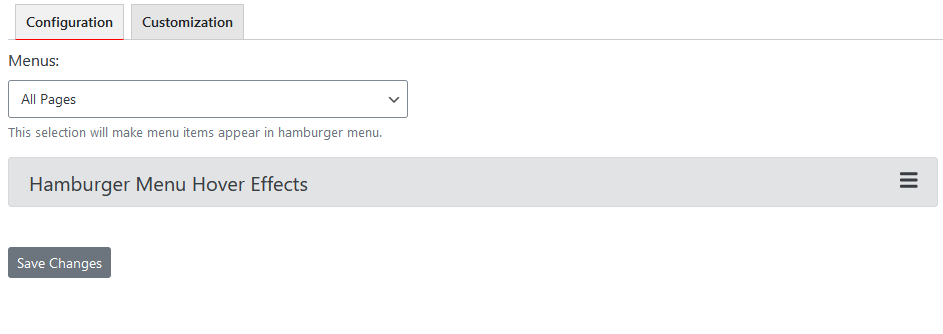 Configuration Customization
Menus:
All Pages
This selection will make menu items appear in hamburger menu.
Hamburger Menu Hover Effects
Save Changes